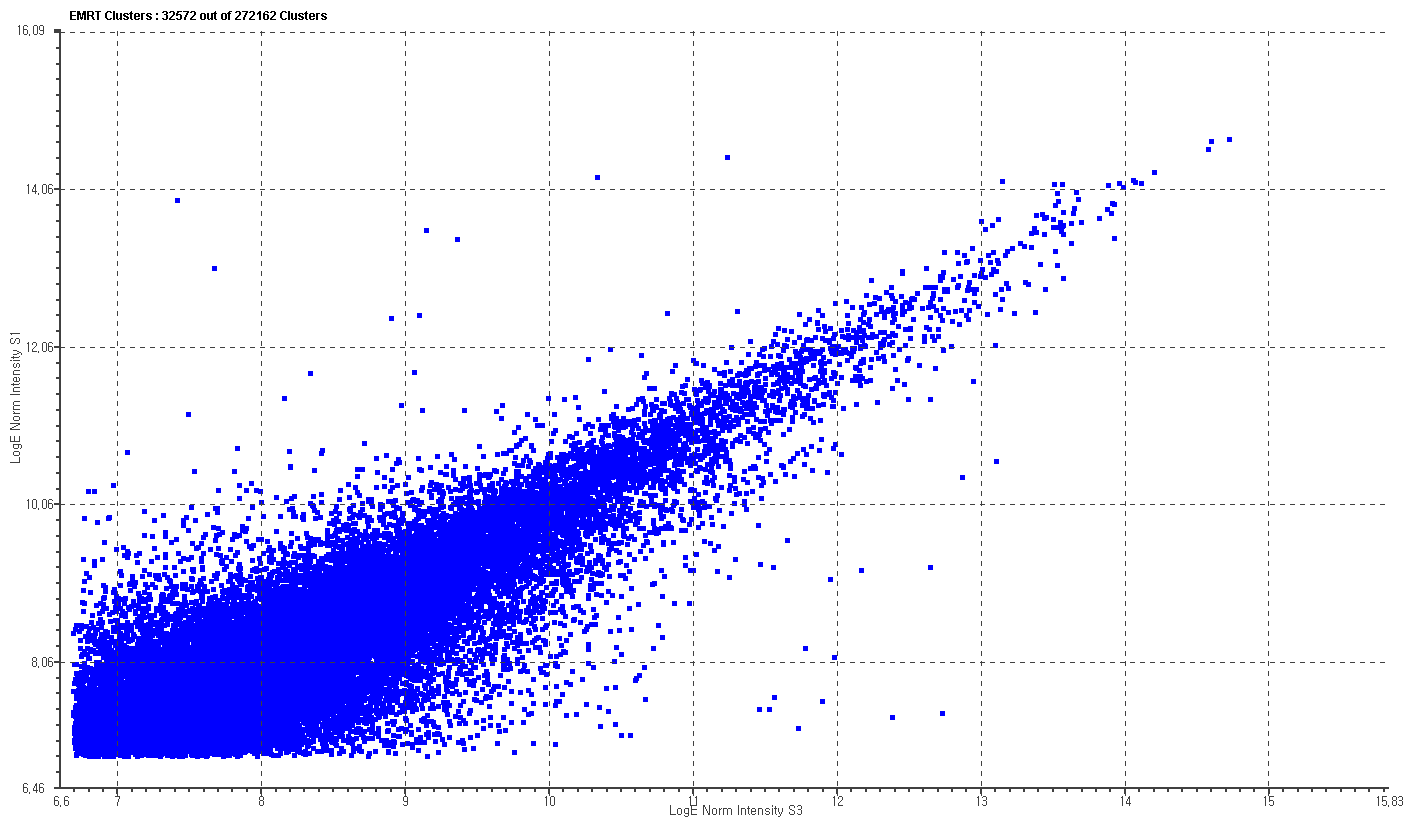 EMRT Clusters : 32572 out of 272162 Clusters
16,09
14,06
12,06
10,06
8,06
6,46
LogE Norm Intensity S1
6,6 7 8 9 10 11 12 13 14 15 15,83
LogE Norm Intensity S3